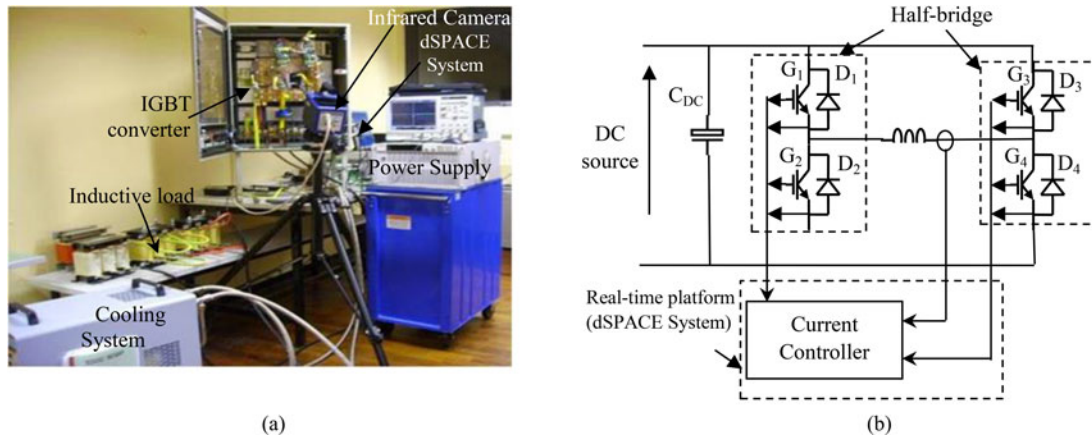 Infrared Camera
dSPACE
System
IGBT
converter
Power Supply
Inductive load
Cooling
System
(a)
Half-bridge
G1
D1
G3
D3
CDC
DC
source
G2
D2
G4
D4
Real-time platform
(dSPACE System)
Current
Controller
(b)